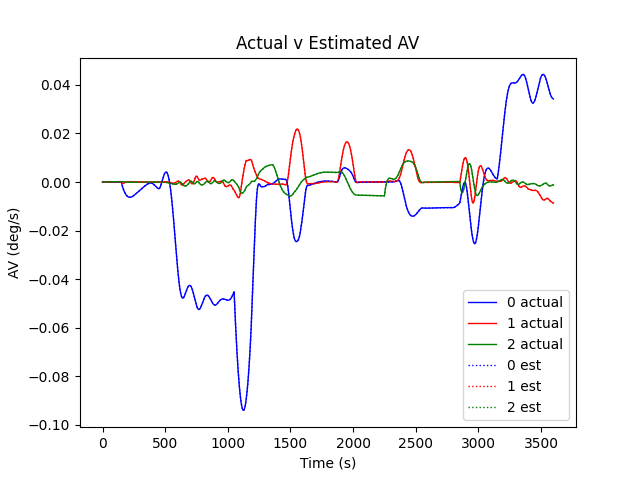 Actual v Estimated AV
AV (deg/s)
0.04
0.02
0.00
−0.02
−0.04
−0.06
−0.08
−0.10
0 actual
1 actual
2 actual
0 est
1 est
2 est
0 500 1000 1500 2000 2500 3000 3500
Time (s)